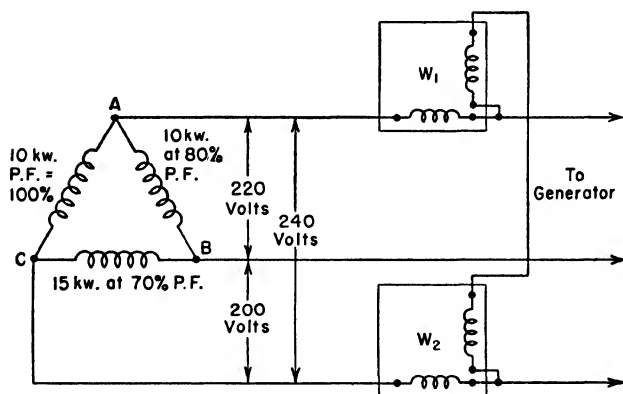 W1
A
10 kw.
P.F. =
100%
10 kw.
at 80%
P.F.
220
Volts
240
Volts
To
Generator
C
B
15 kw. at 70% P.F.
200
Volts
W2